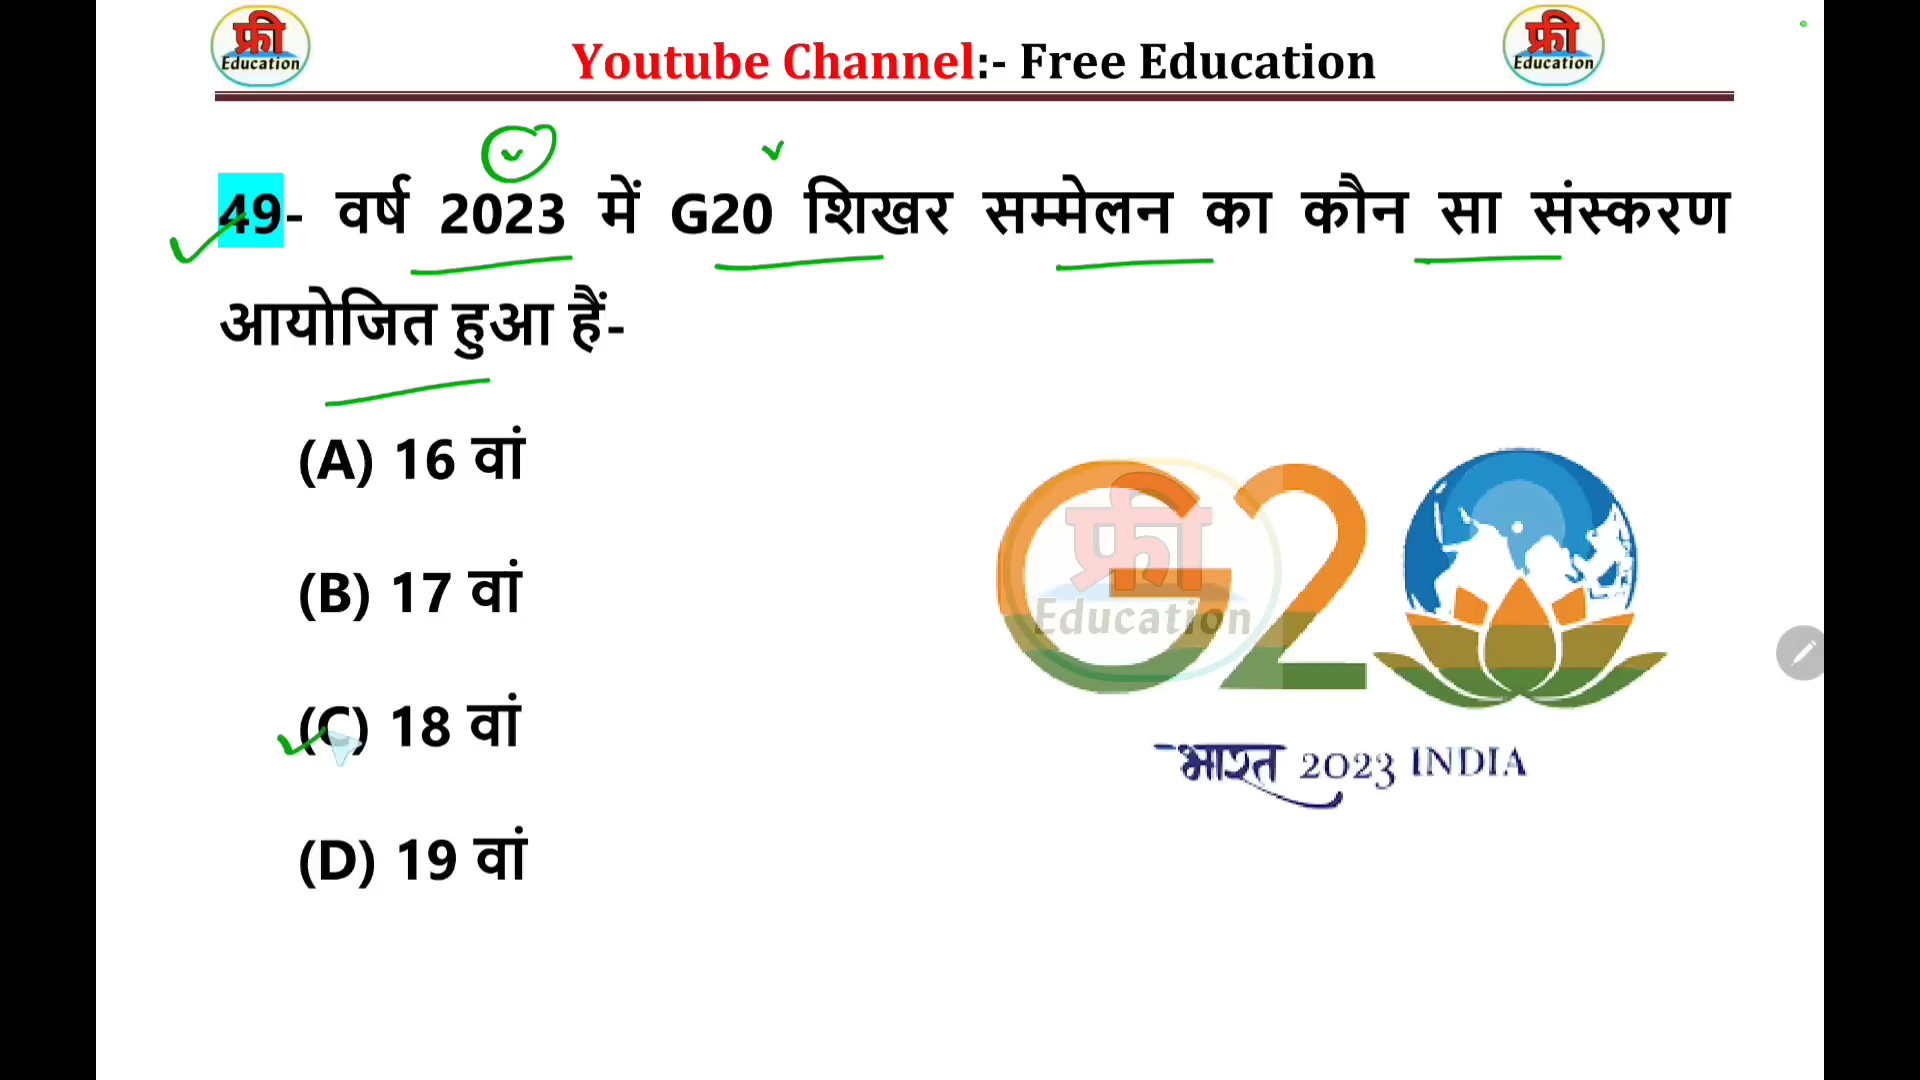 फ्री
Education
Youtube Channel:- Free Education
फ्री
Education
49- वर्ष 2023 में G20 शिखर सम्मेलन का कौन सा संस्करण
आयोजित हुआ हैं-
(A) 16 वां
(B) 17 वां
(C) 18 वां
(D) 19 वां
G20
फ्री
Education
भारत 2023 INDIA